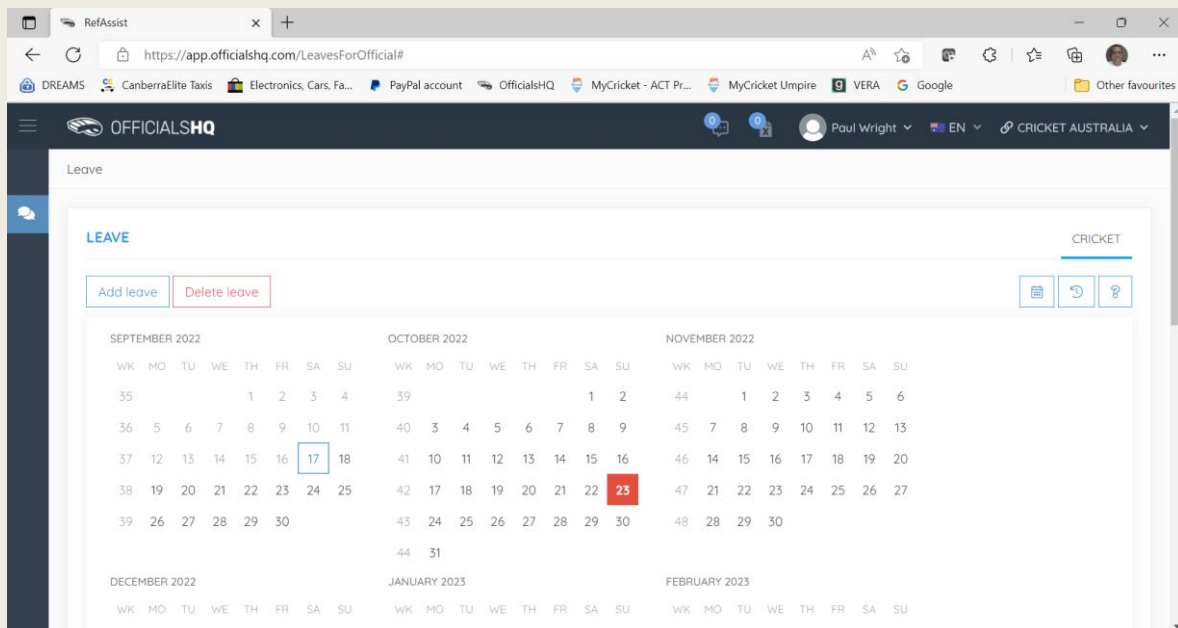 RefAssist
https://app.officialshq.com/LeavesForOfficial#
DREAMS CanberraElite Taxis Electronics, Cars, Fa... PayPal account OfficialsHQ MyCricket - ACT Pr... MyCricket Umpire VERA Google Other favourites
OFFICIALSHQ 0 0 Paul Wright EN CRICKET AUSTRALIA
Leave
LEAVE CRICKET
Add leave Delete leave
SEPTEMBER 2022 OCTOBER 2022 NOVEMBER 2022
WK MO TU WE TH FR SA SU WK MO TU WE TH FR SA SU WK MO TU WE TH FR SA SU
35 1 2 3 4 39 1 2 44 1 2 3 4 5 6
36 5 6 7 8 9 10 11 40 3 4 5 6 7 8 9 45 7 8 9 10 11 12 13
37 12 13 14 15 16 17 18 41 10 11 12 13 14 15 16 46 14 15 16 17 18 19 20
38 19 20 21 22 23 24 25 42 17 18 19 20 21 22 23 47 21 22 23 24 25 26 27
39 26 27 28 29 30 43 24 25 26 27 28 29 30 48 28 29 30
44 31
DECEMBER 2022 JANUARY 2023 FEBRUARY 2023
WK MO TU WE TH FR SA SU WK MO TU WE TH FR SA SU WK MO TU WE TH FR SA SU